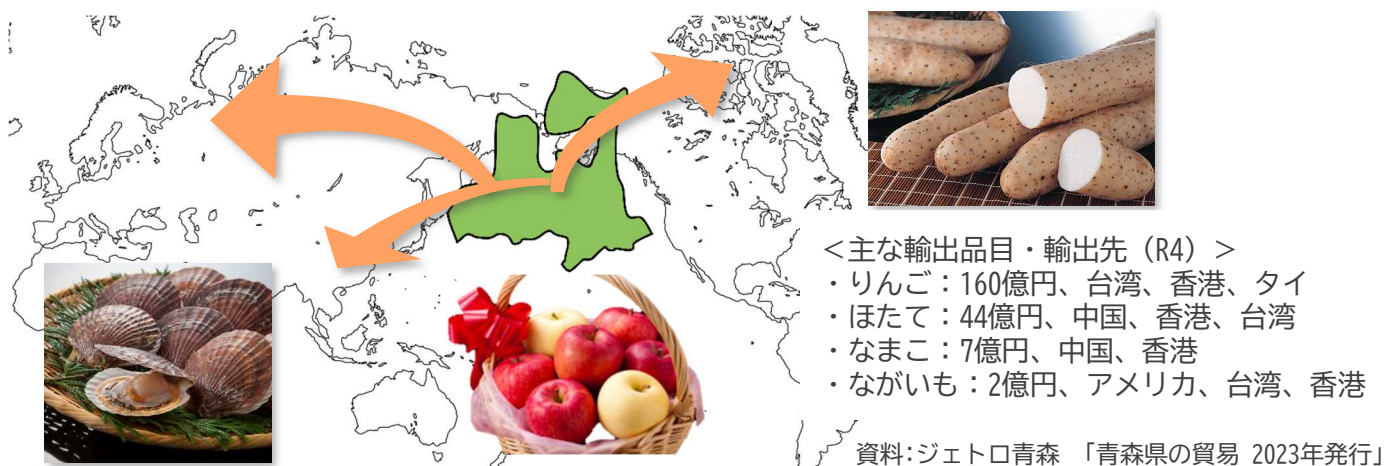 ＜主な輸出品目・輸出先（R4）＞
・りんご：160億円、台湾、香港、タイ
・ほたて：44億円、中国、香港、台湾
・なまこ：7億円、中国、香港
・ながいも：2億円、アメリカ、台湾、香港
資料:ジェトロ青森 「青森県の貿易 2023年発行」